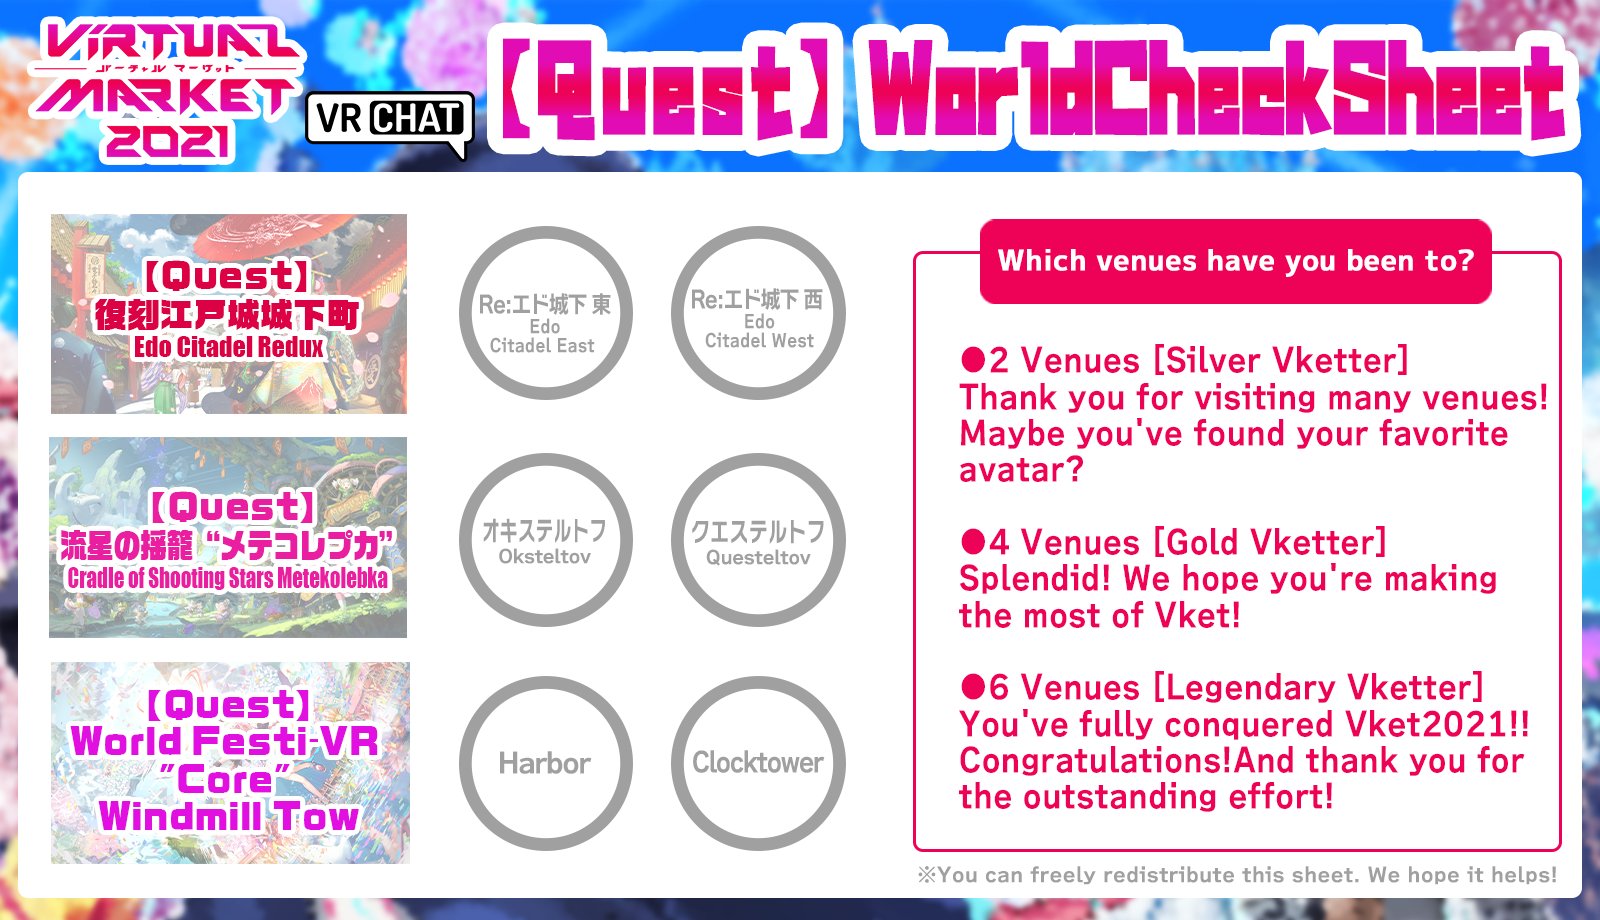 VIRTUAL
バーチャル マーケット
MARKET
2021
VR CHAT
【Quest】WorldCheckSheet
【Quest】
復刻江戸城城下町
Edo Citadel Redux
Re:エド城下 東
Edo
Citadel East
Re:エド城下 西
Edo
Citadel West
【Quest】
流星の揺籠 “メテコレプカ”
Cradle of Shooting Stars Metekolebka
オキステルトフ
Oksteltov
クエステルトフ
Questeltov
【Quest】
World Festi-VR
"Core"
Windmill Tow
Harbor
Clocktower
Which venues have you been to?
●2 Venues [Silver Vketter]
Thank you for visiting many venues!
Maybe you've found your favorite
avatar?
●4 Venues [Gold Vketter]
Splendid! We hope you're making
the most of Vket!
●6 Venues [Legendary Vketter]
You've fully conquered Vket2021!!
Congratulations!And thank you for
the outstanding effort!
※You can freely redistribute this sheet. We hope it helps!